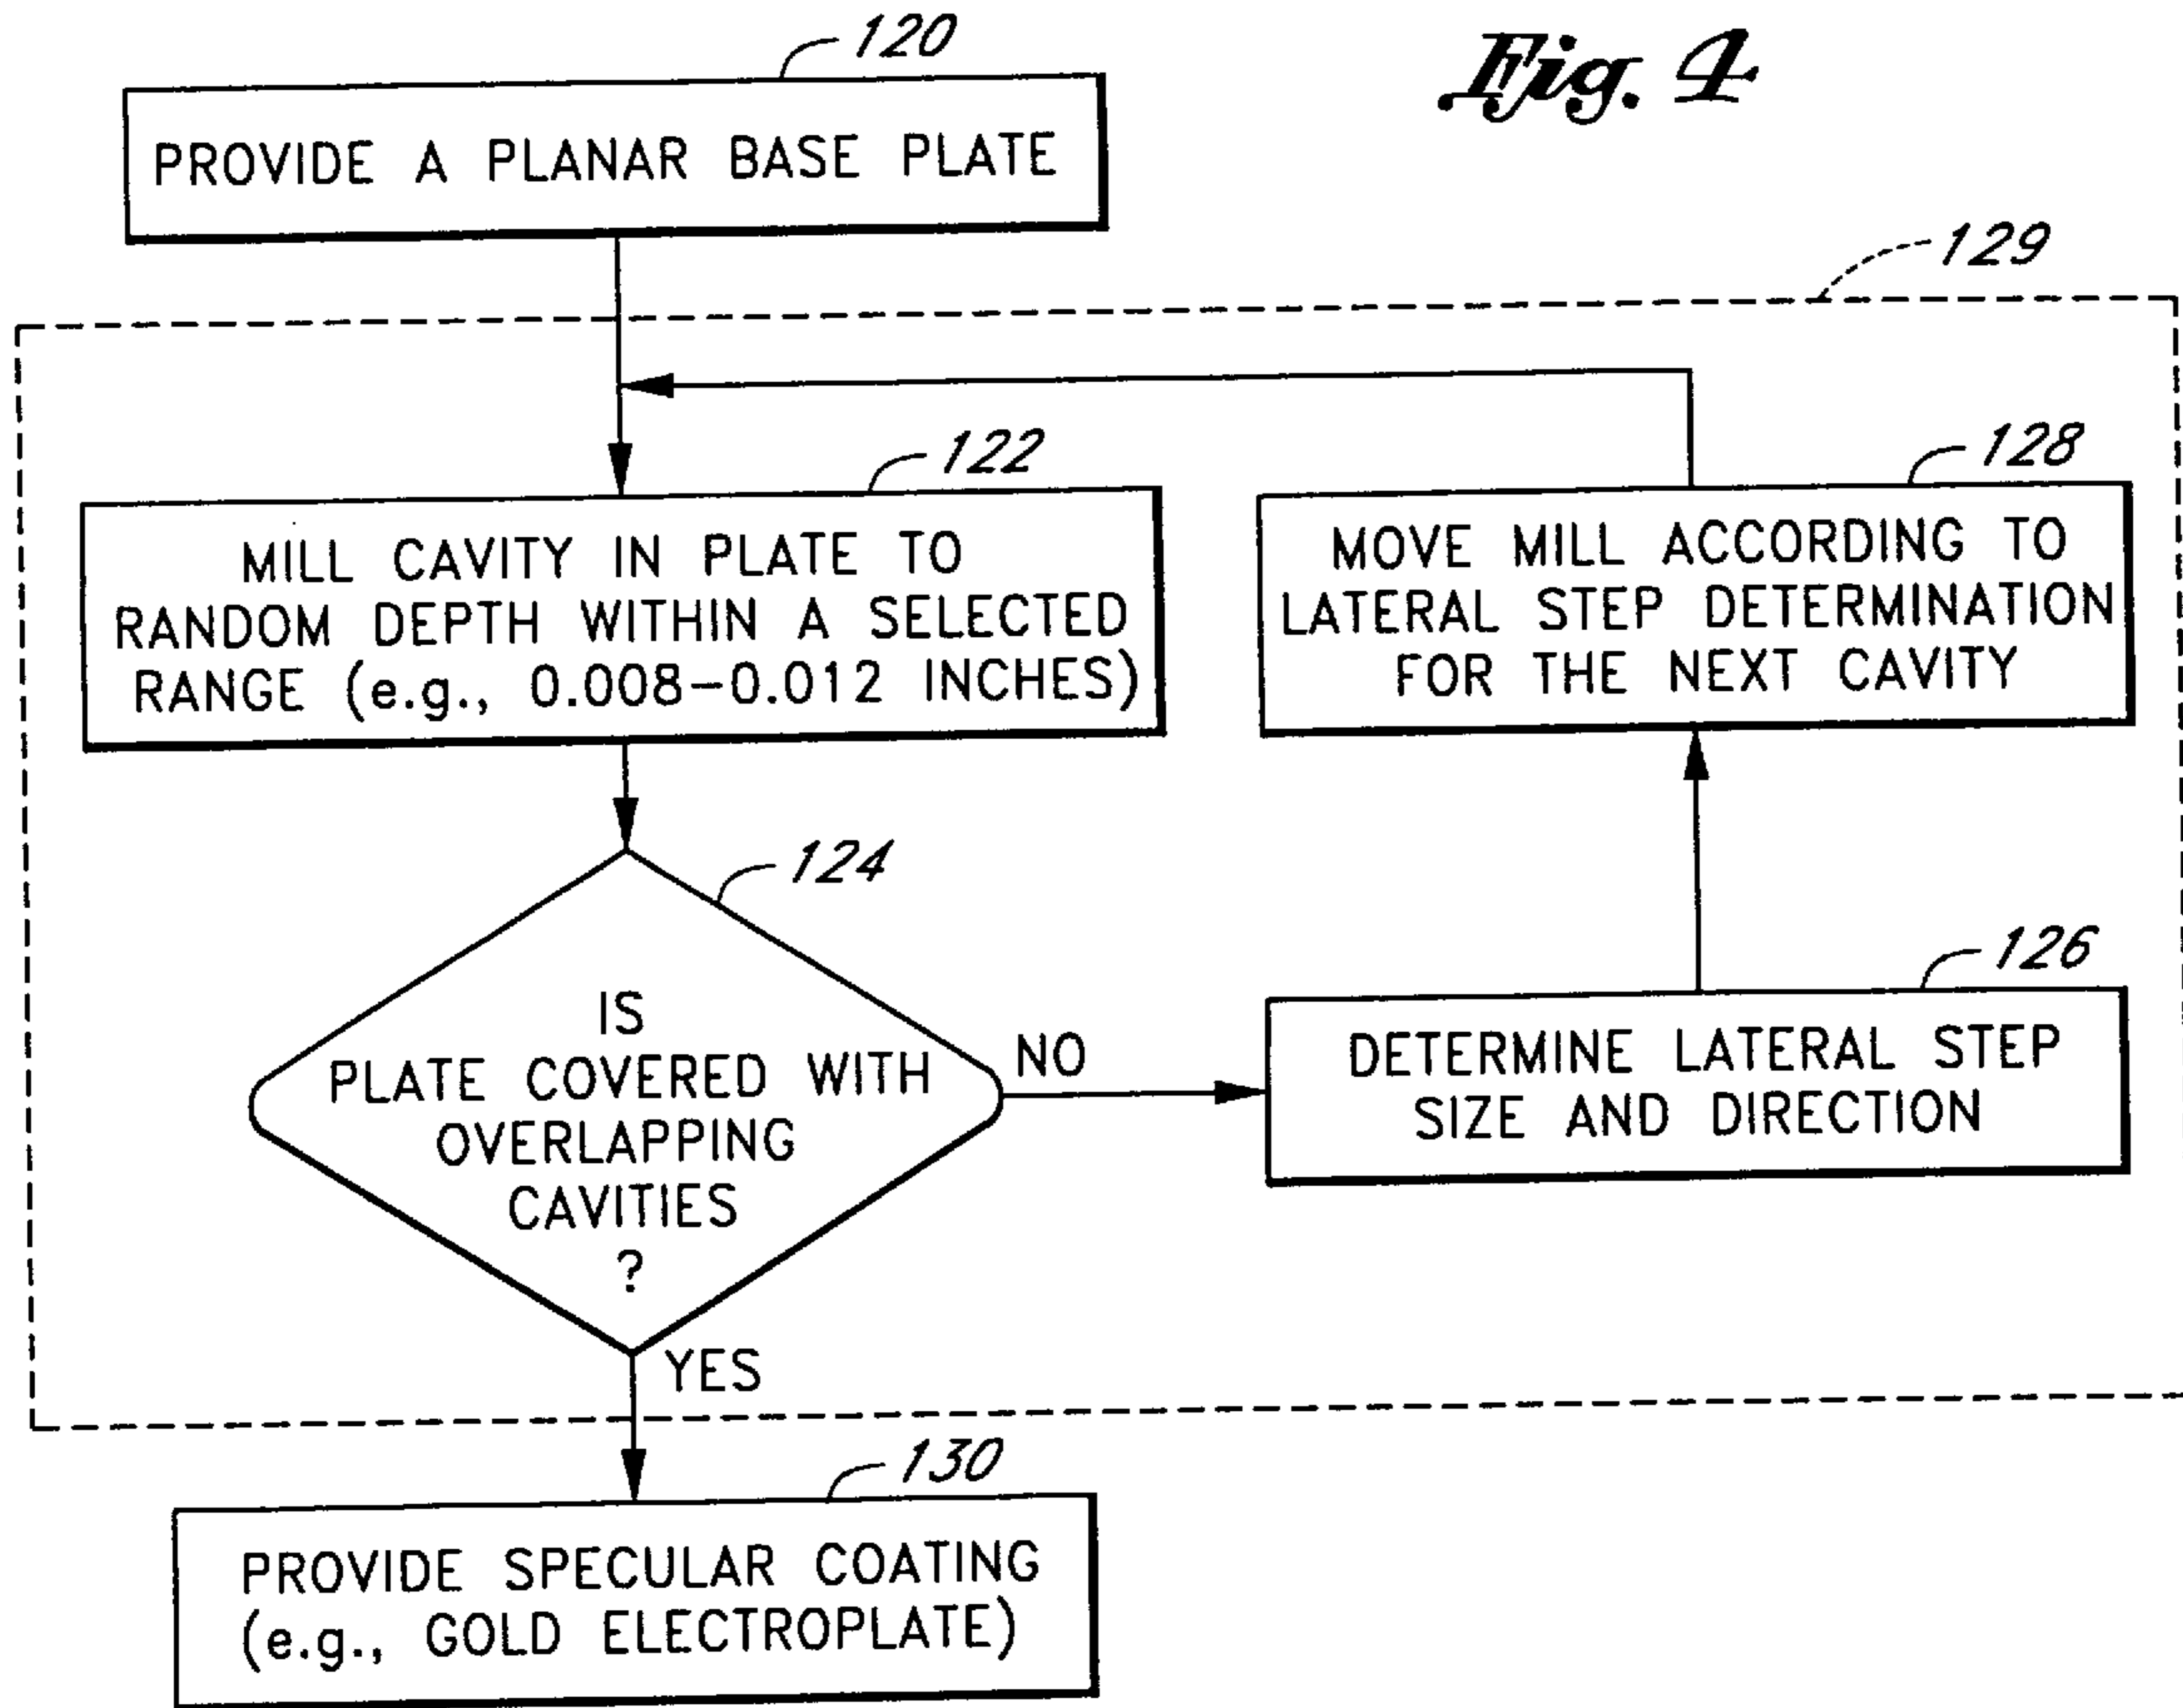 Fig. 4
120
PROVIDE A PLANAR BASE PLATE
129
122
MILL CAVITY IN PLATE TO
RANDOM DEPTH WITHIN A SELECTED
RANGE (e.g., 0.008-0.012 INCHES)
128
MOVE MILL ACCORDING TO
LATERAL STEP DETERMINATION
FOR THE NEXT CAVITY
124
IS
PLATE COVERED WITH
OVERLAPPING
CAVITIES
?
NO
126
DETERMINE LATERAL STEP
SIZE AND DIRECTION
YES
130
PROVIDE SPECULAR COATING
(e.g., GOLD ELECTROPLATE)